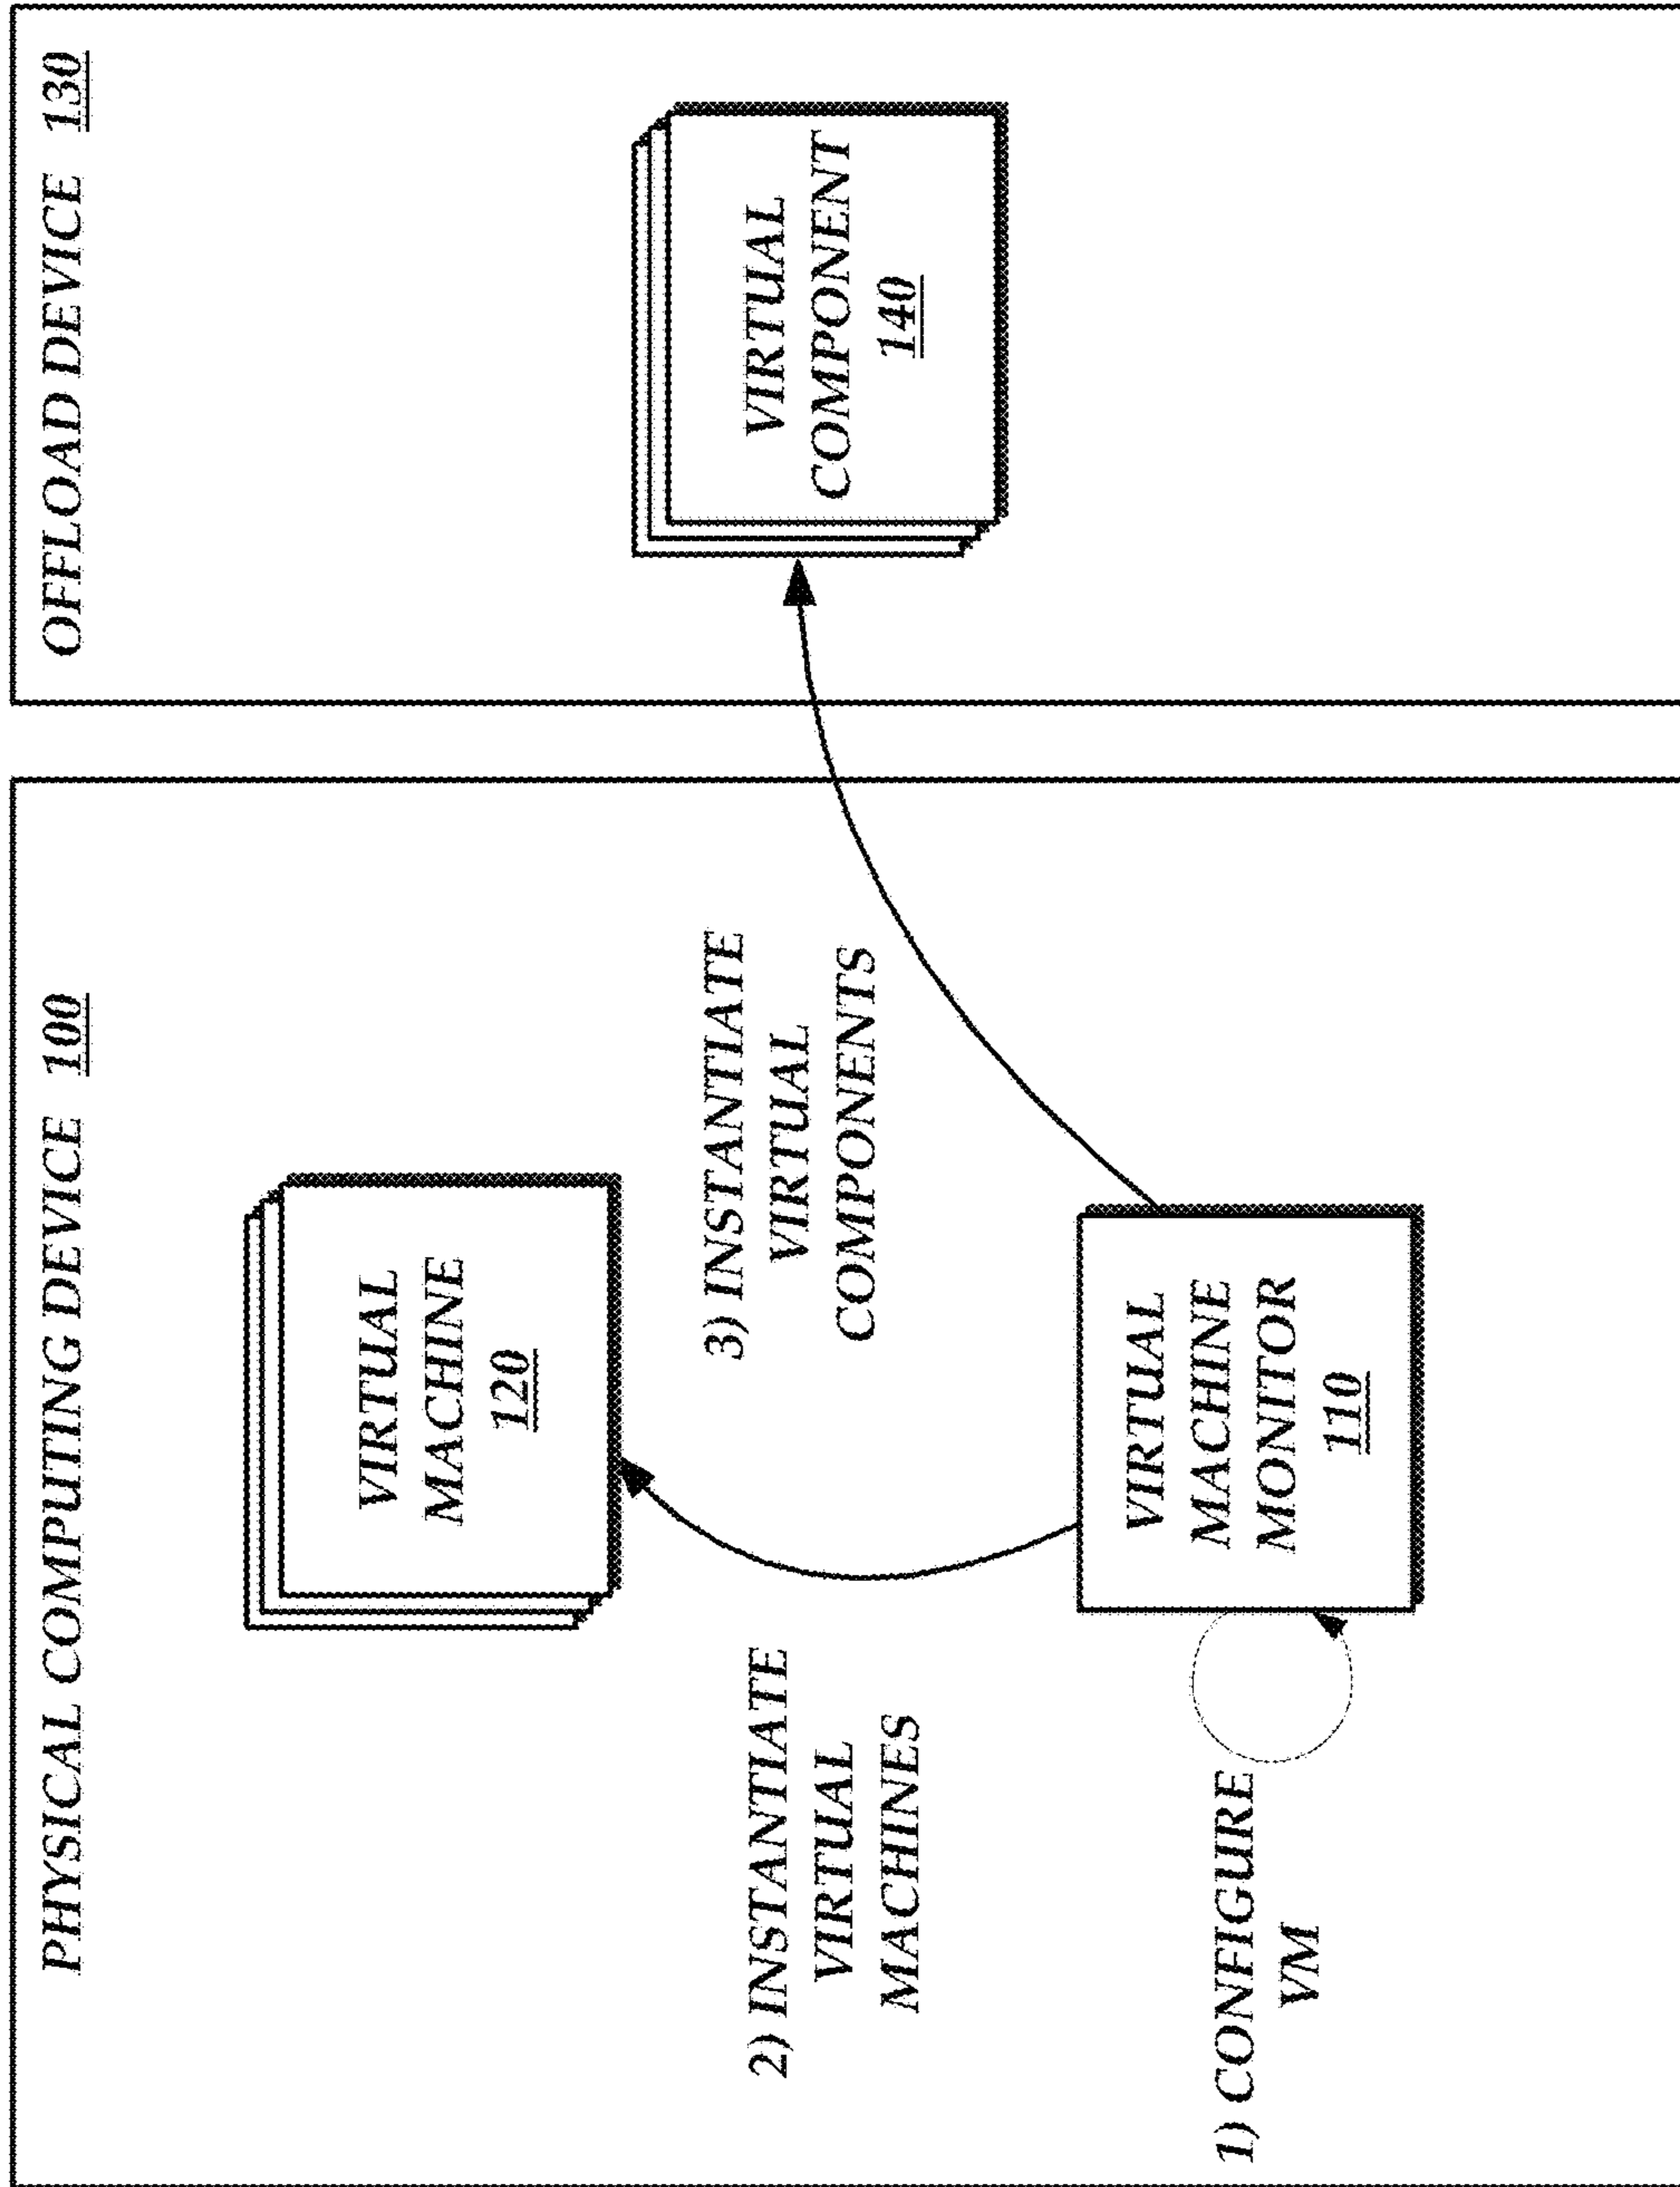 PHYSICAL COMPUTING DEVICE 100
VIRTUAL
MACHINE
120
2) INSTANTIATE
VIRTUAL
MACHINES
3) INSTANTIATE
VIRTUAL
COMPONENTS
1) CONFIGURE
VM
VIRTUAL
MACHINE
MONITOR
110
OFFLOAD DEVICE 130
VIRTUAL
COMPONENT
140